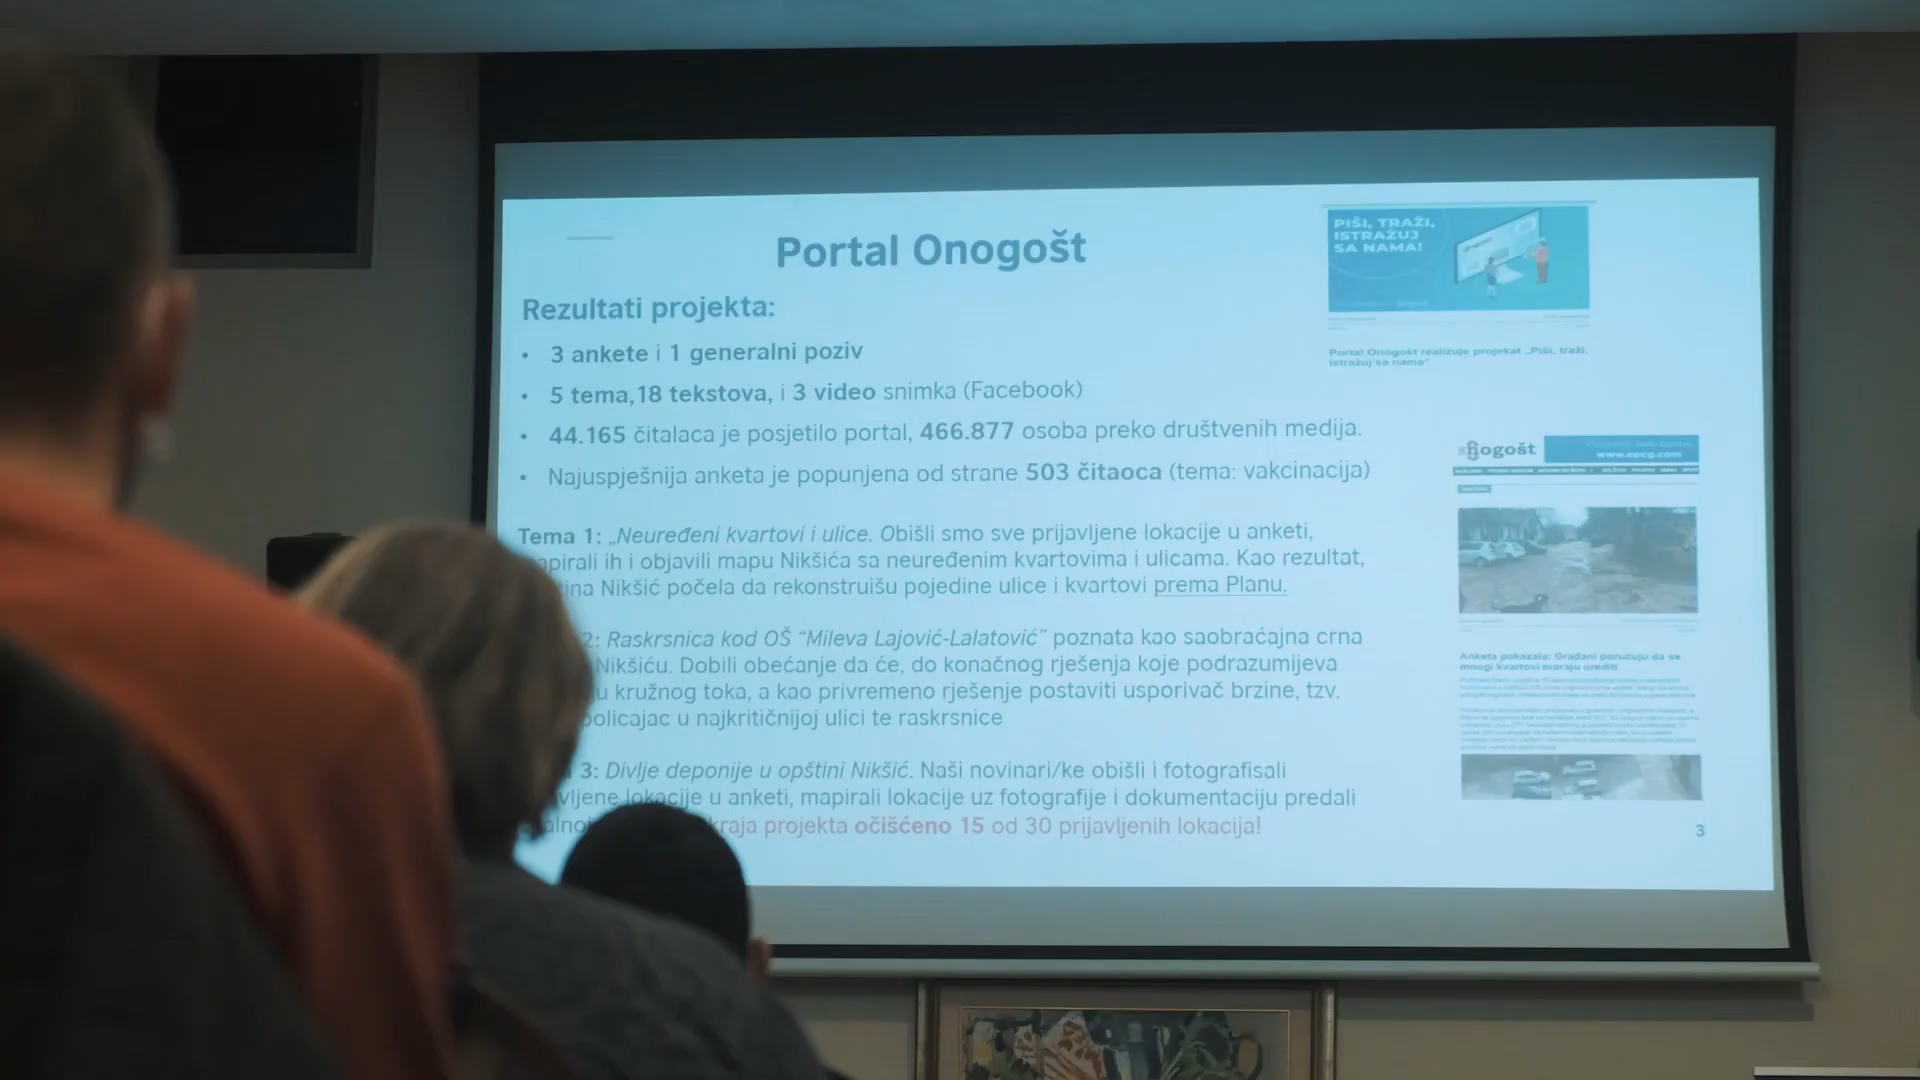 Portal Onogošt
Rezultati projekta:
• 3 ankete i 1 generalni poziv
• 5 tema,18 tekstova, i 3 video snimka (Facebook)
• 44.165 čitalaca je posjetilo portal, 466.877 osoba preko društvenih medija.
• Najuspješnija anketa je popunjena od strane 503 čitaoca (tema: vakcinacija)
Tema 1: „Neuređeni kvartovi i ulice. Obišli smo sve prijavljene lokacije u anketi,
ih i objavili mapu Nikšića sa neuređenim kvartovima i ulicama. Kao rezultat,
Nikšić počela da rekonstruišu pojedine ulice i kvartovi prema Planu.
2: Raskrsnica kod OŠ “Mileva Lajović-Lalatović” poznata kao saobraćajna crna
Nikšiću. Dobili obećanje da će, do konačnog rješenja koje podrazumijeva
u kružnog toka, a kao privremeno rješenje postaviti usporivač brzine, tzv.
policajac u najkritičnijoj ulici te raskrsnice
3: Divlje deponije u opštini Nikšić. Naši novinari/ke obišli i fotografisali
lokacije u anketi, mapirali lokacije uz fotografije i dokumentaciju predali
kraja projekta očišćeno 15 od 30 prijavljenih lokacija!
PIŠI, TRAŽI,
ISTRAŽUJ
SA NAMA!
Portal Onogošt realizuje projekat „Piši, traži,
istražuj sa nama“
onogošt
www.epcg.com
Anketa pokazala: Građani poručuju da se
mnogi kvartovi moraju urediti
3